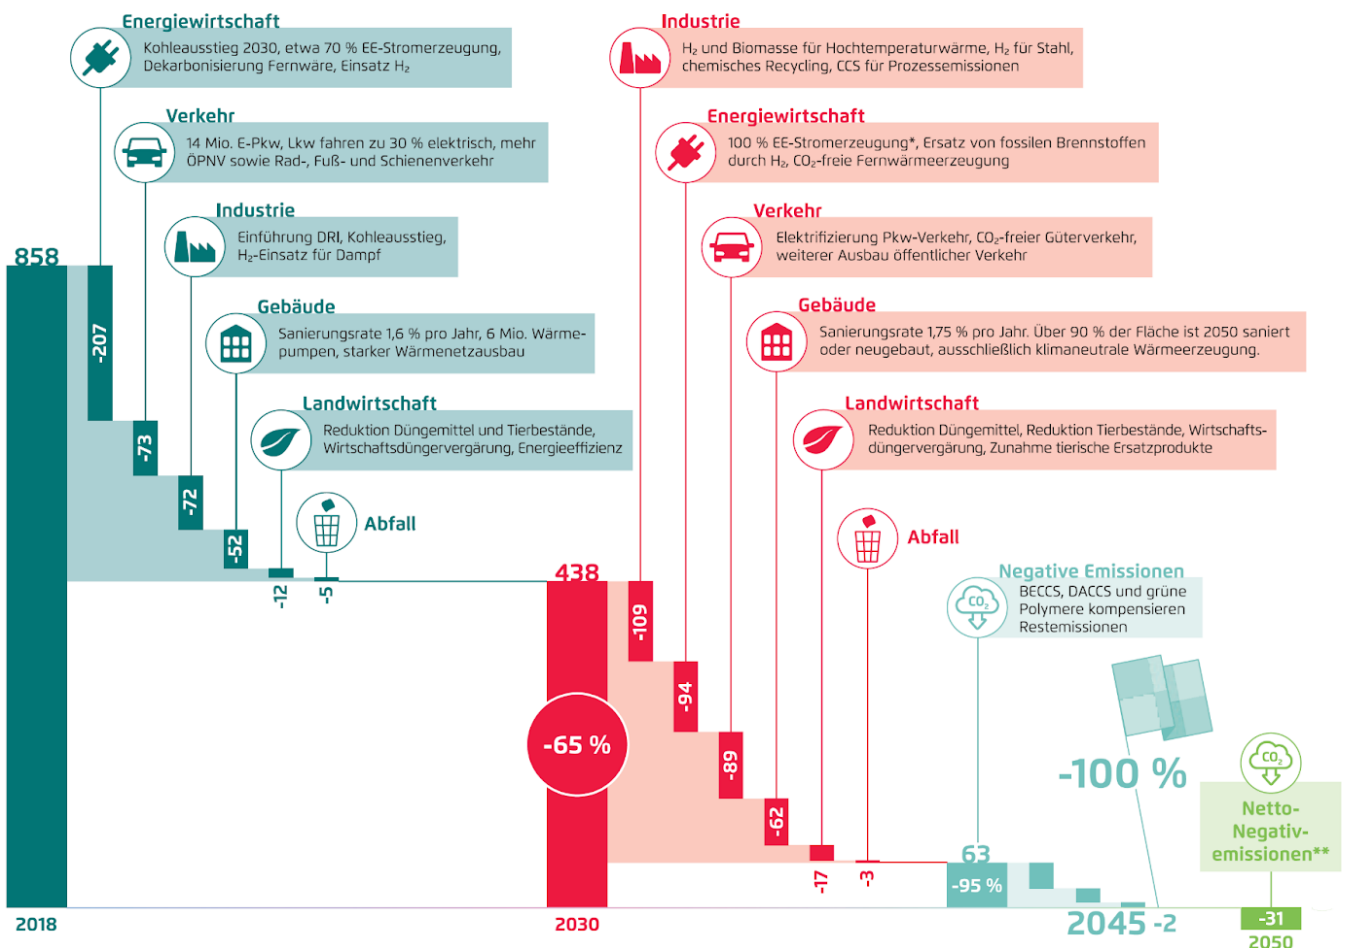 Energiewirtschaft
Kohleausstieg 2030, etwa 70 % EE-Stromerzeugung,
Dekarbonisierung Fernwäre, Einsatz H₂
Verkehr
14 Mio. E-Pkw, Lkw fahren zu 30 % elektrisch, mehr
ÖPNV sowie Rad-, Fuß- und Schienenverkehr
Industrie
Einführung DRI, Kohleausstieg,
H₂-Einsatz für Dampf
Gebäude
Sanierungsrate 1,6 % pro Jahr, 6 Mio. Wärme-
pumpen, starker Wärmenetzausbau
Landwirtschaft
Reduktion Düngemittel und Tierbestände,
Wirtschaftsdüngervergärung, Energieeffizienz
Abfall
858
-207
-73
-72
-52
-12
-5
2018
Industrie
H₂ und Biomasse für Hochtemperaturwärme, H₂ für Stahl,
chemisches Recycling, CCS für Prozessemissionen
Energiewirtschaft
100 % EE-Stromerzeugung*, Ersatz von fossilen Brennstoffen
durch H₂, CO₂-freie Fernwärmeerzeugung
Verkehr
Elektrifizierung Pkw-Verkehr, CO₂-freier Güterverkehr,
weiterer Ausbau öffentlicher Verkehr
Gebäude
Sanierungsrate 1,75 % pro Jahr. Über 90 % der Fläche ist 2050 saniert
oder neugebaut, ausschließlich klimaneutrale Wärmeerzeugung.
Landwirtschaft
Reduktion Düngemittel, Reduktion Tierbestände, Wirtschafts-
düngervergärung, Zunahme tierische Ersatzprodukte
Abfall
438
-65 %
-109
-94
-89
-62
-17
-3
2030
Negative Emissionen
CO₂
BECCS, DACCS und grüne
Polymere kompensieren
Restemissionen
63
-95 %
-100 %
2045 -2
CO₂
Netto-
Negativ-
emissionen**
-31
2050